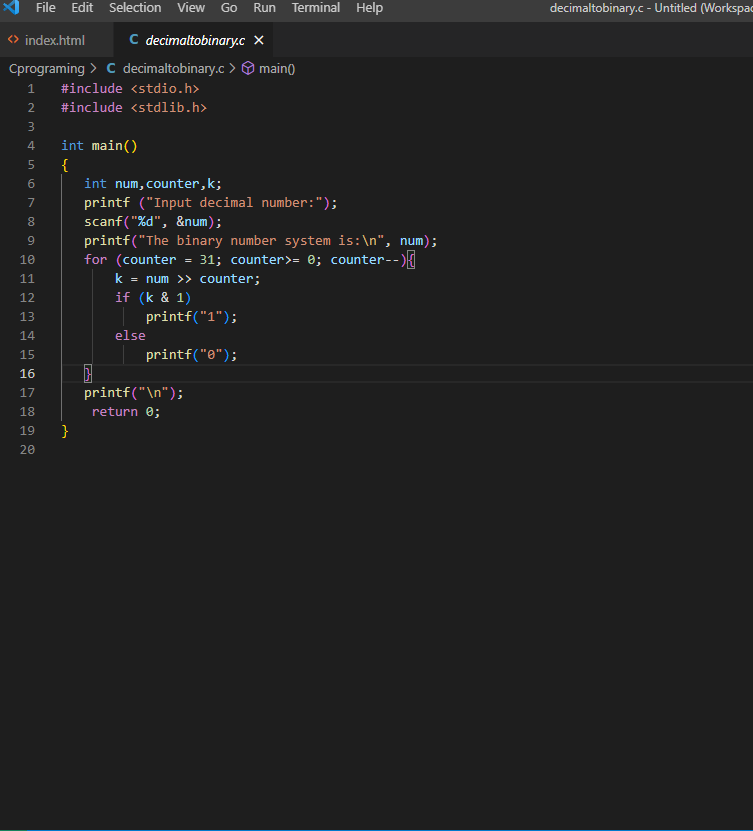 File Edit Selection View Go Run Terminal Help decimaltobinary.c - Untitled (Workspac
<> index.html C decimaltobinary.c ×
Cprograming > C decimaltobinary.c > main()
1 #include <stdio.h>
2 #include <stdlib.h>
3
4 int main()
5 {
6 int num,counter,k;
7 printf ("Input decimal number:");
8 scanf("%d", &num);
9 printf("The binary number system is:\n", num);
10 for (counter = 31; counter>= 0; counter--){
11 k = num >> counter;
12 if (k & 1)
13 printf("1");
14 else
15 printf("0");
16 }
17 printf("\n");
18 return 0;
19 }
20